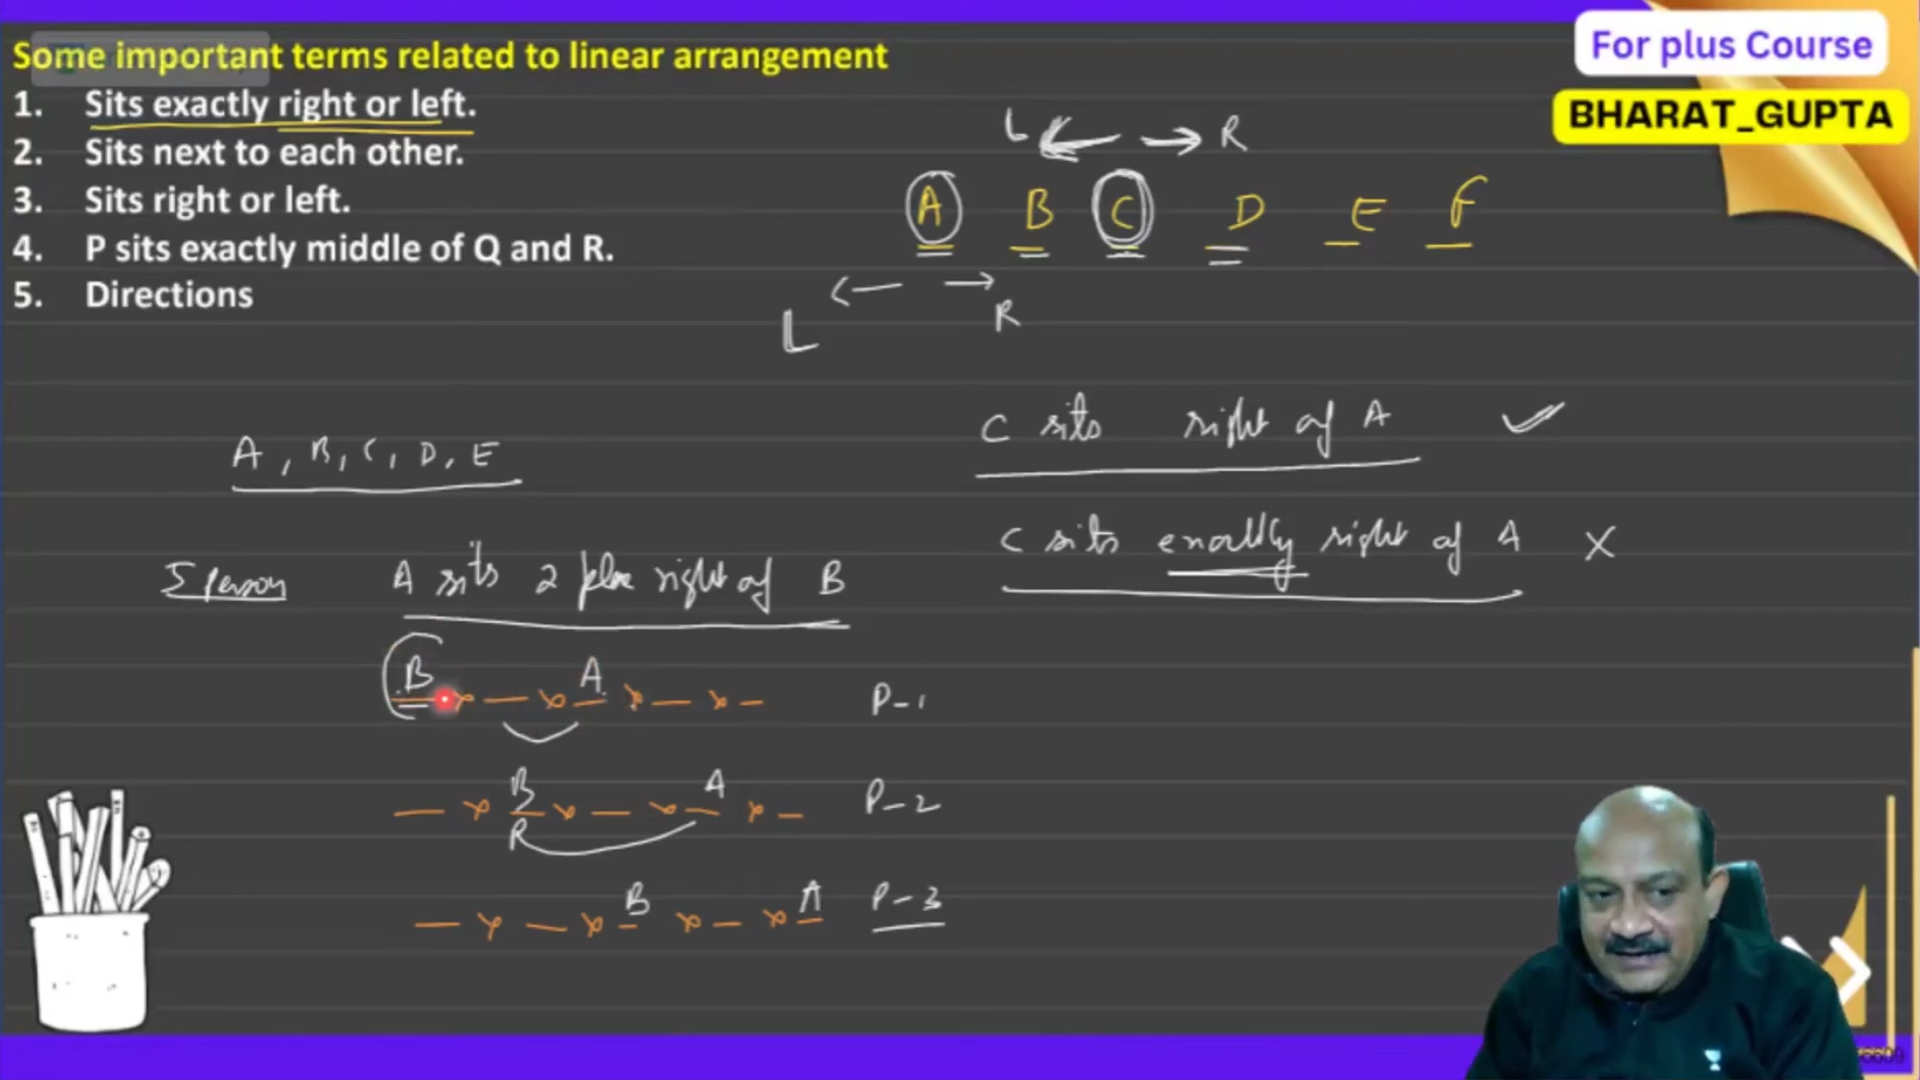 Some important terms related to linear arrangement
1. Sits exactly right or left.
2. Sits next to each other.
3. Sits right or left.
4. P sits exactly middle of Q and R.
5. Directions
For plus Course
BHARAT_GUPTA
L R
A B C D E F
L R
A, B, C, D, E
C sits right of A ✓
C sits exactly right of A X
5 person A sits 2 place right of B
B A P-1
B A P-2
R
B A P-3